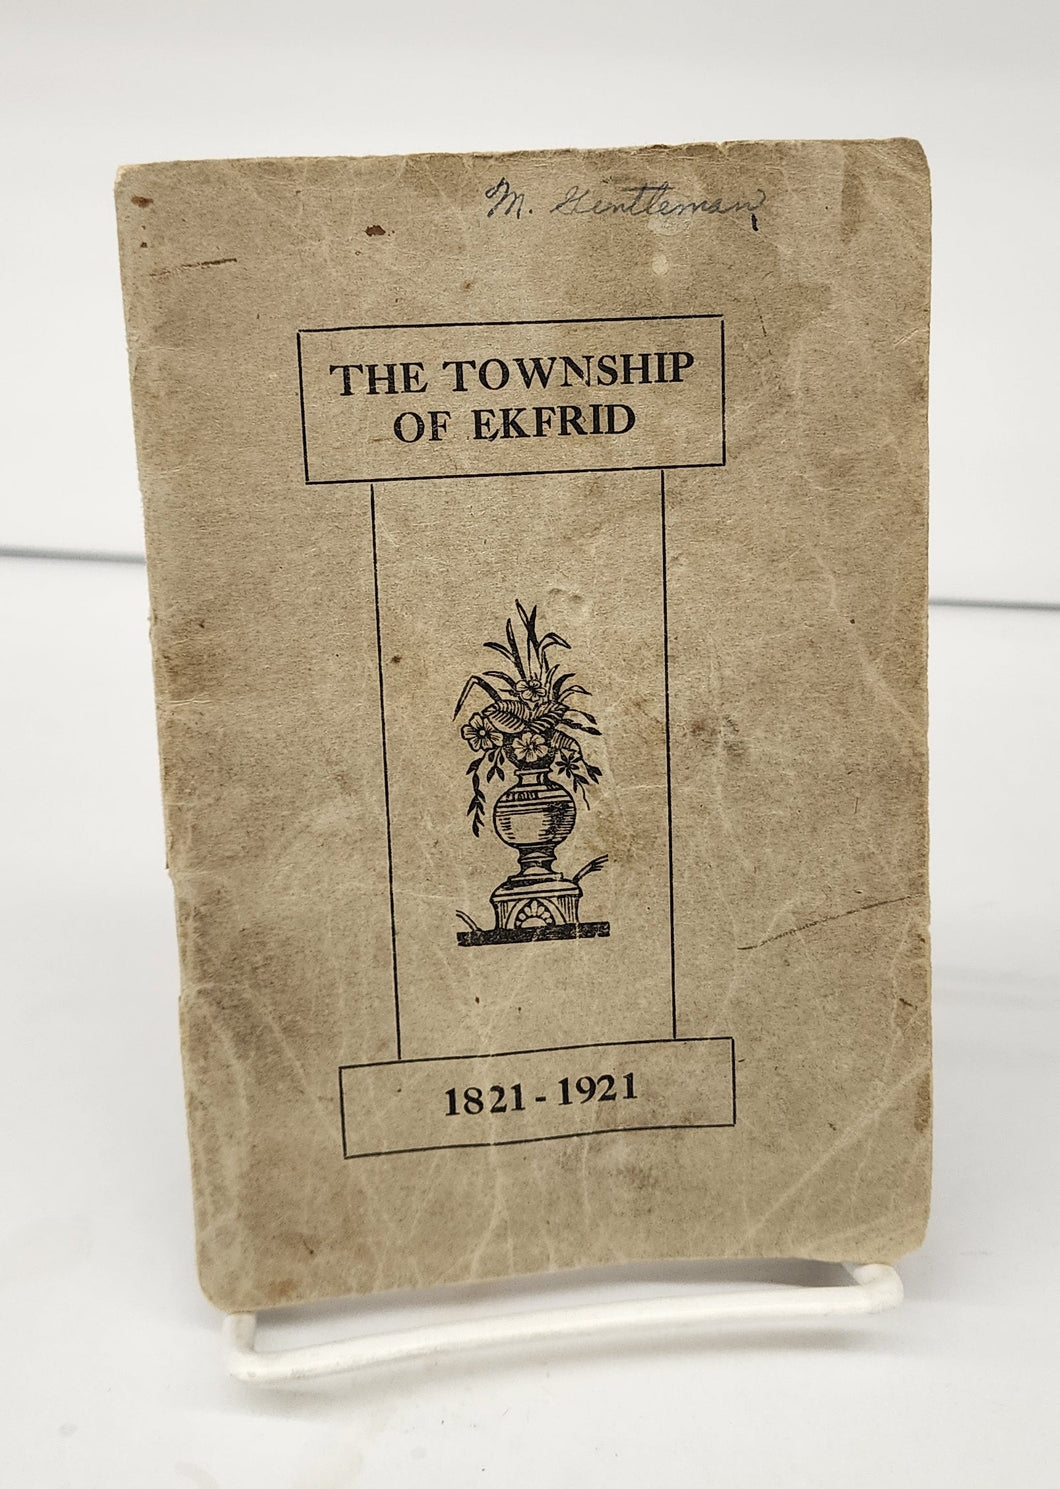 M. Gentleman
THE TOWNSHIP
OF EKFRID
1821-1921